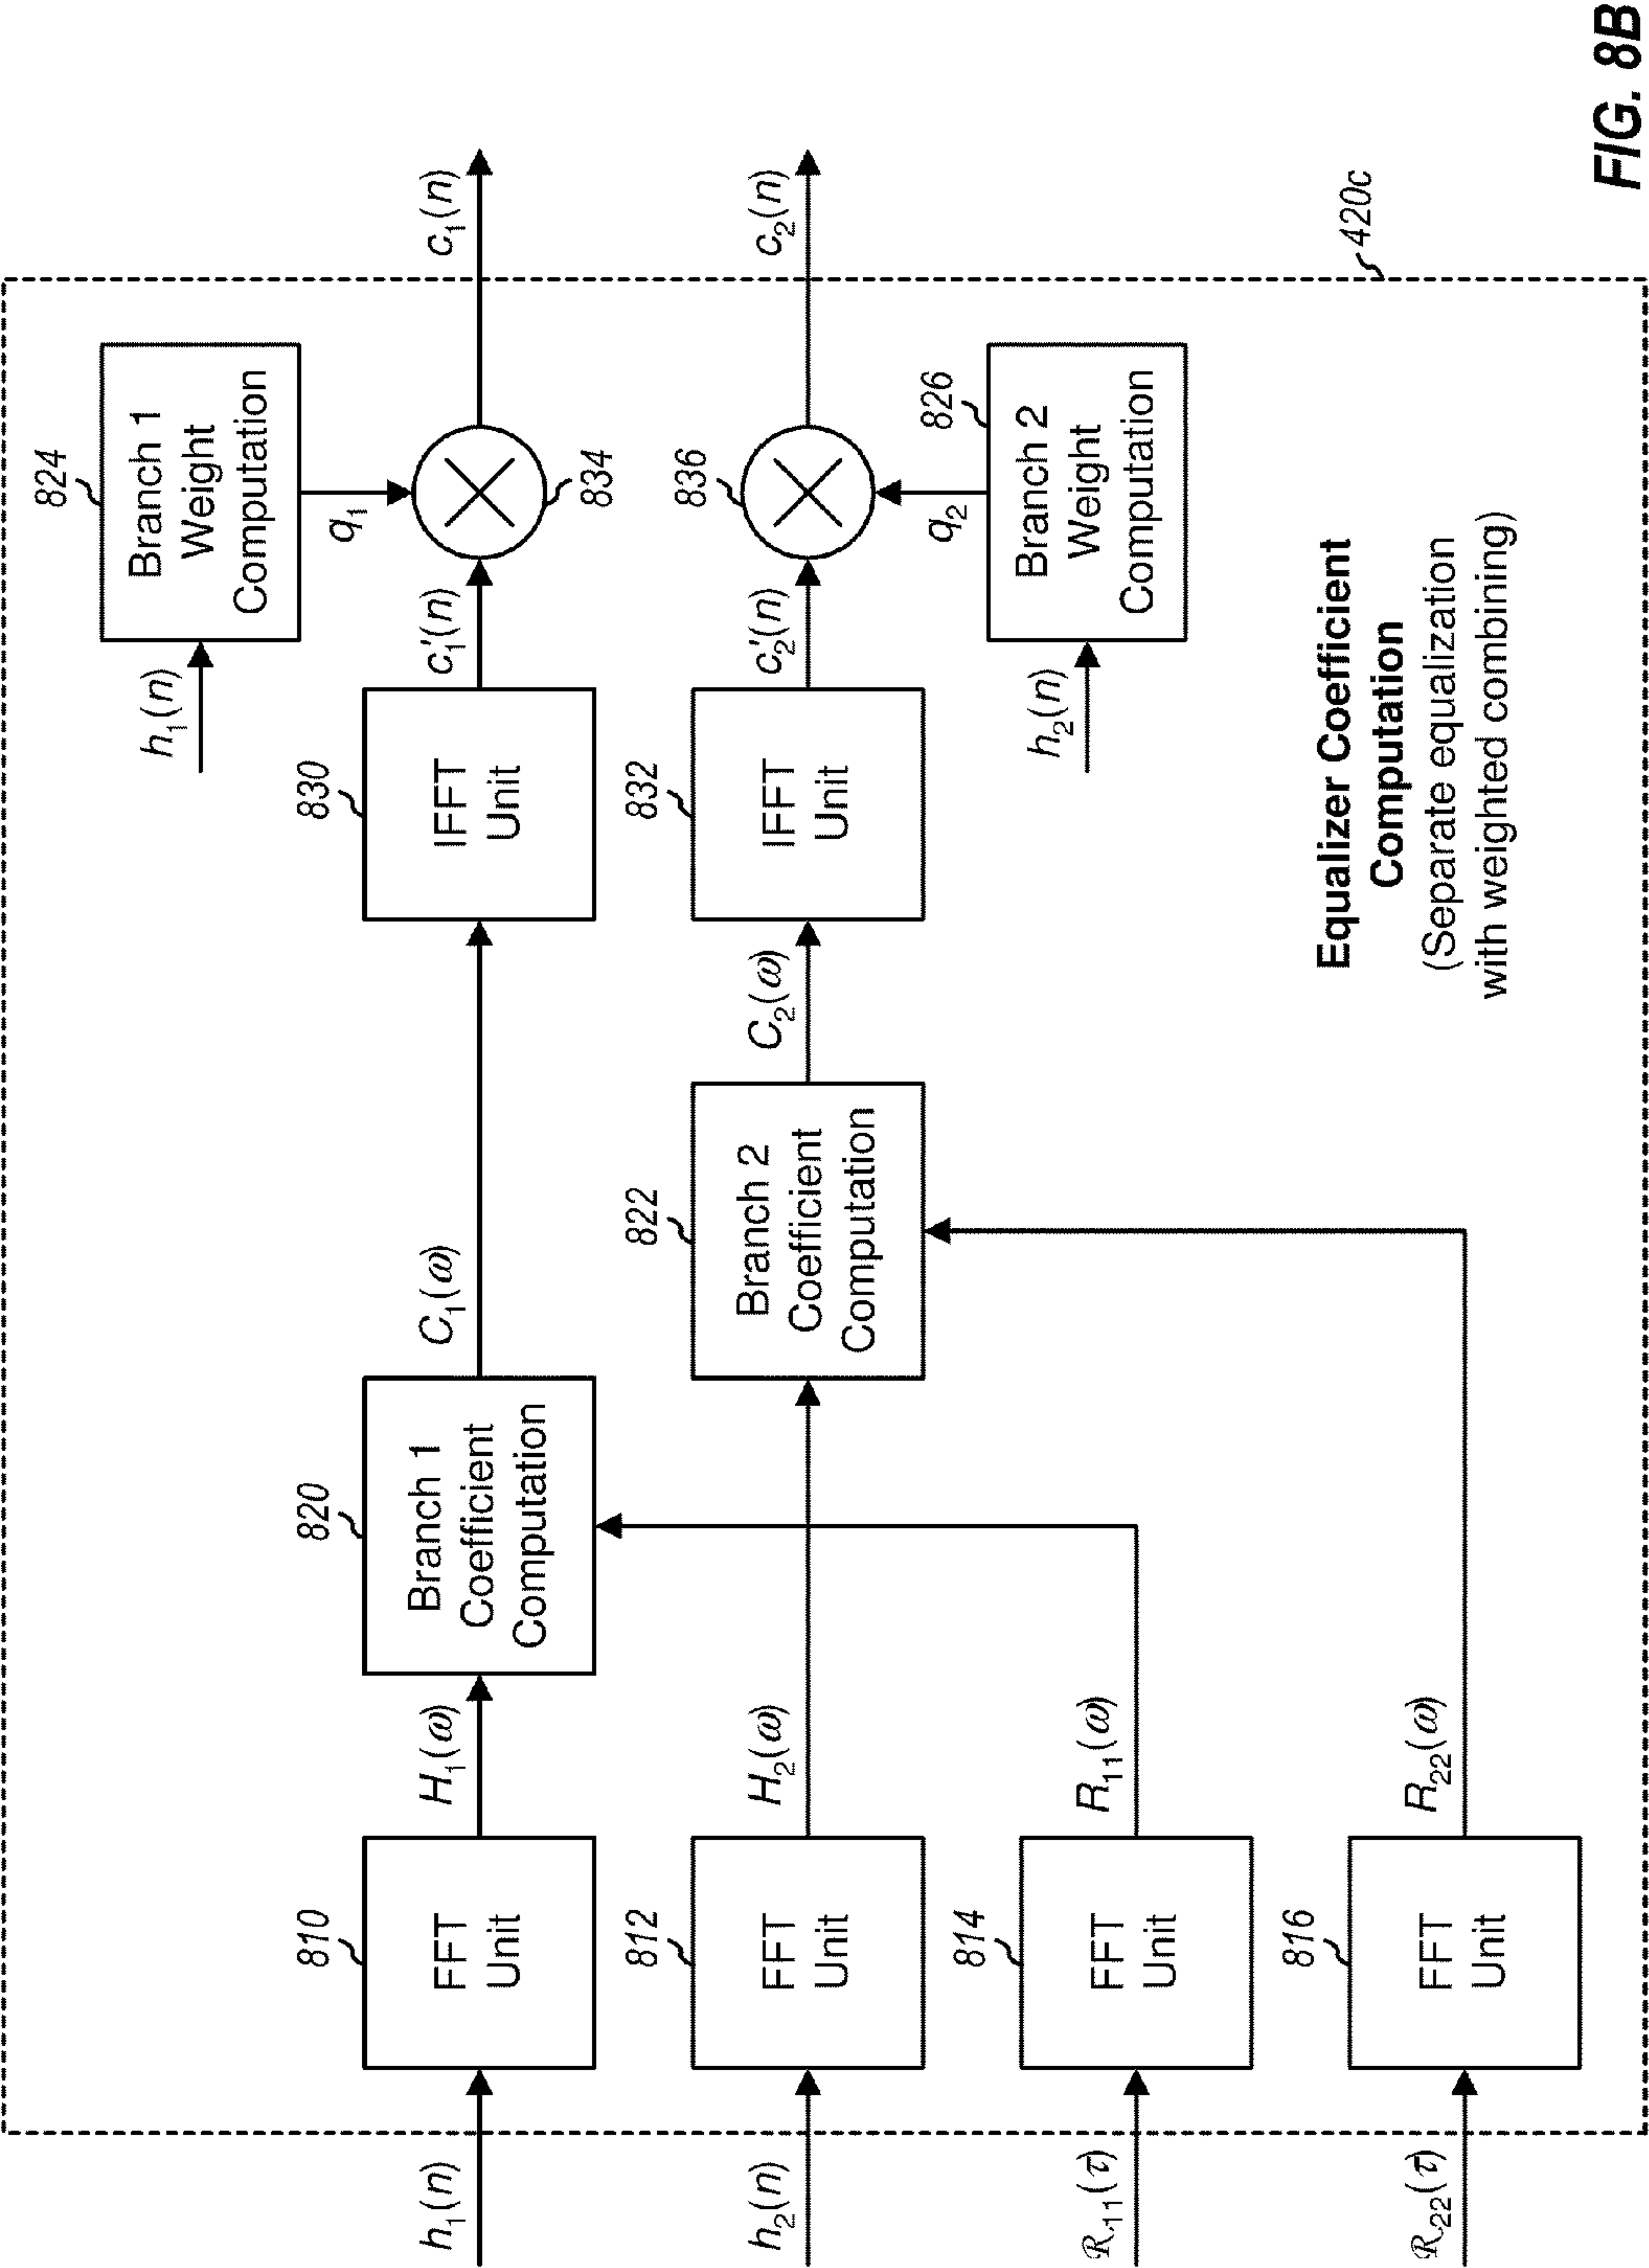 824
Branch 1
Weight
Computation
h₁(n)
q₁
h₁(n)
810
FFT
Unit
H₁(ω)
820
Branch 1
Coefficient
Computation
C₁(ω)
830
IFFT
Unit
c₁'(n)
834
c₁(n)
h₂(n)
812
FFT
Unit
H₂(ω)
822
Branch 2
Coefficient
Computation
C₂(ω)
832
IFFT
Unit
c₂'(n)
836
c₂(n)
q₂
826
Branch 2
Weight
Computation
h₂(n)
ℛ₁₁(τ)
814
FFT
Unit
R₁₁(ω)
ℛ₂₂(τ)
816
FFT
Unit
R₂₂(ω)
Equalizer Coefficient
Computation
(Separate equalization
with weighted combining)
420c
FIG. 8B